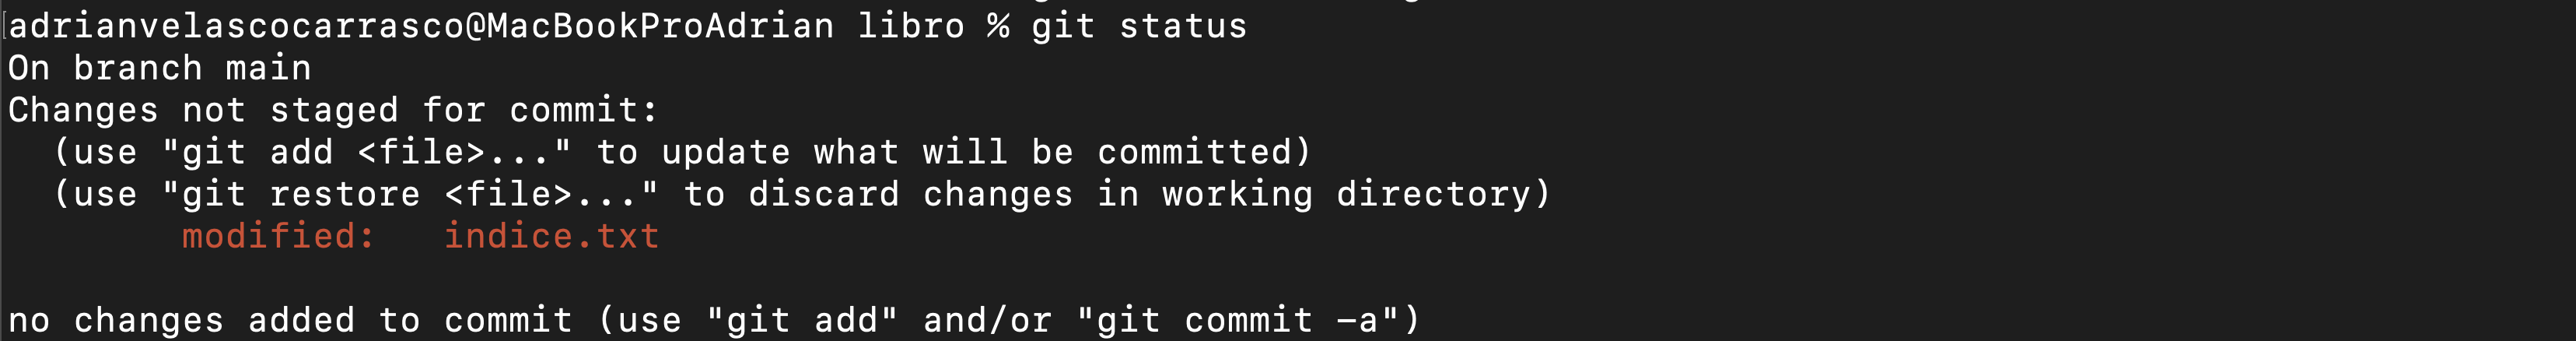 adrianvelascocarrasco@MacBookProAdrian libro % git status
On branch main
Changes not staged for commit:
  (use "git add <file>..." to update what will be committed)
  (use "git restore <file>..." to discard changes in working directory)
        modified:   indice.txt

no changes added to commit (use "git add" and/or "git commit -a")